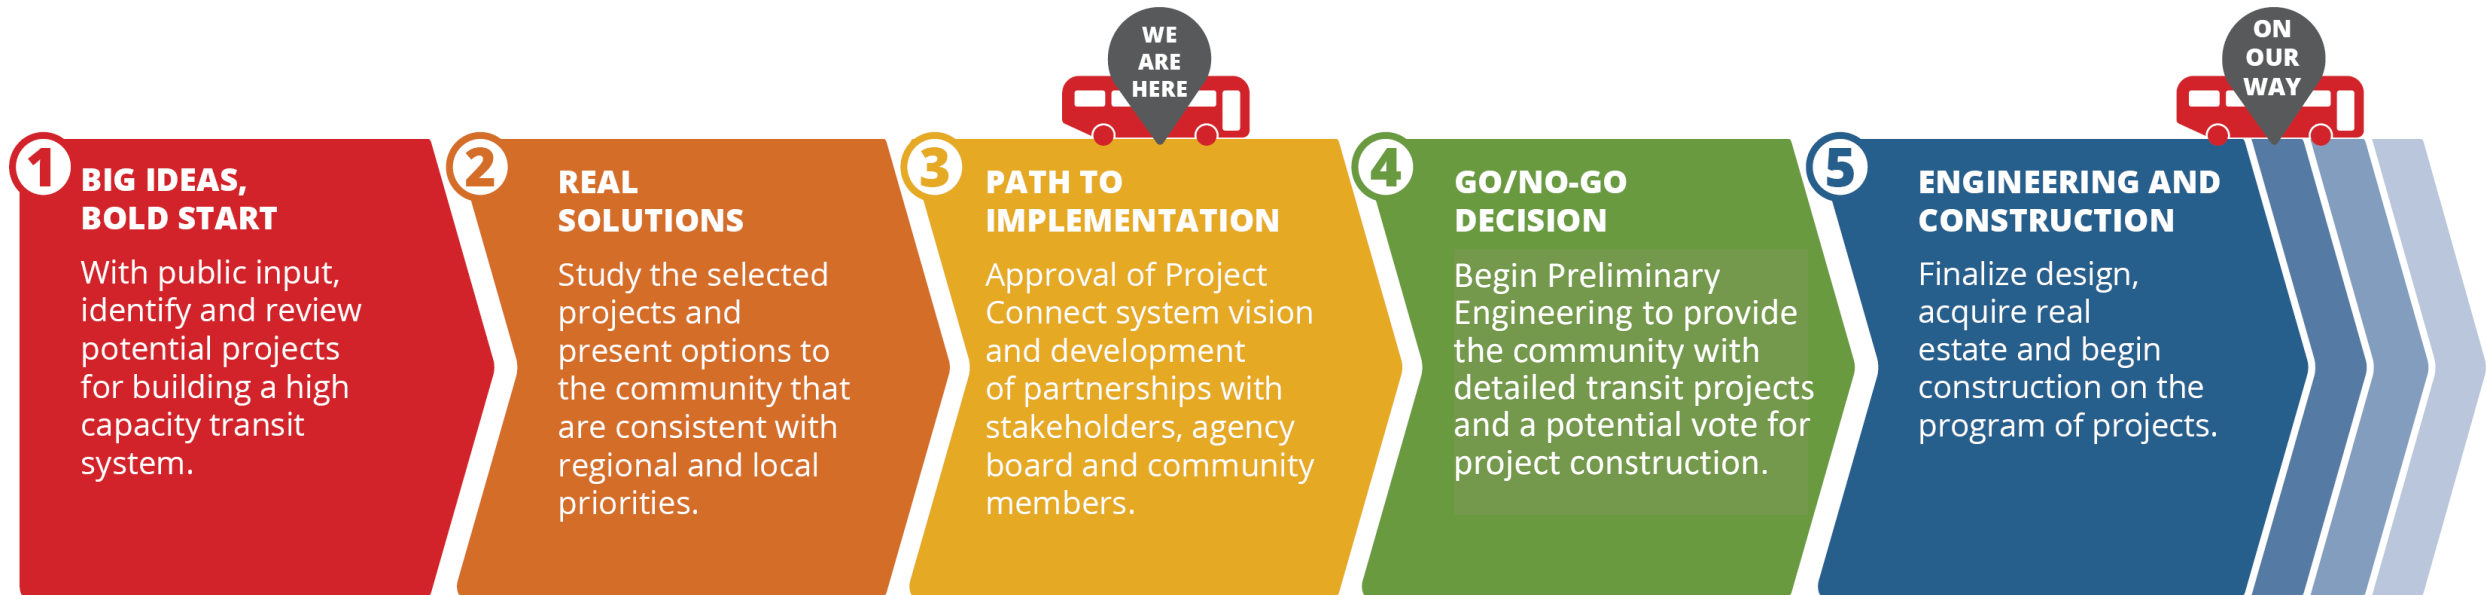 WE
ARE
HERE
ON
OUR
WAY
1
BIG IDEAS,
BOLD START
With public input,
identify and review
potential projects
for building a high
capacity transit
system.
2
REAL
SOLUTIONS
Study the selected
projects and
present options to
the community that
are consistent with
regional and local
priorities.
3
PATH TO
IMPLEMENTATION
Approval of Project
Connect system vision
and development
of partnerships with
stakeholders, agency
board and community
members.
4
GO/NO-GO
DECISION
Begin Preliminary
Engineering to provide
the community with
detailed transit projects
and a potential vote for
project construction.
5
ENGINEERING AND
CONSTRUCTION
Finalize design,
acquire real
estate and begin
construction on the
program of projects.